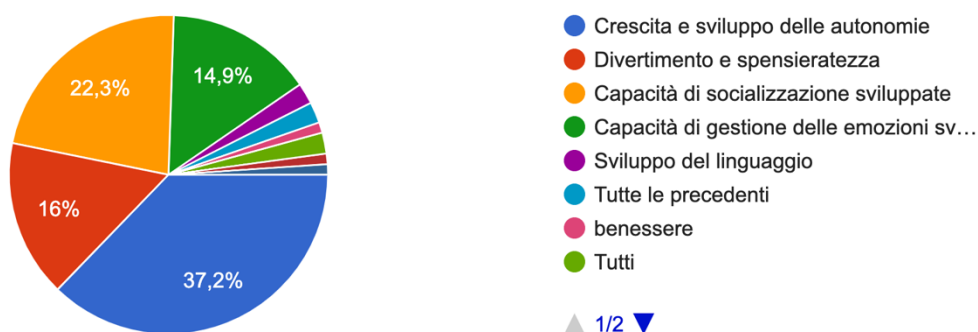 22,3%
14,9%
16%
37,2%
Crescita e sviluppo delle autonomie
Divertimento e spensieratezza
Capacità di socializzazione sviluppate
Capacità di gestione delle emozioni sv…
Sviluppo del linguaggio
Tutte le precedenti
benessere
Tutti
1/2